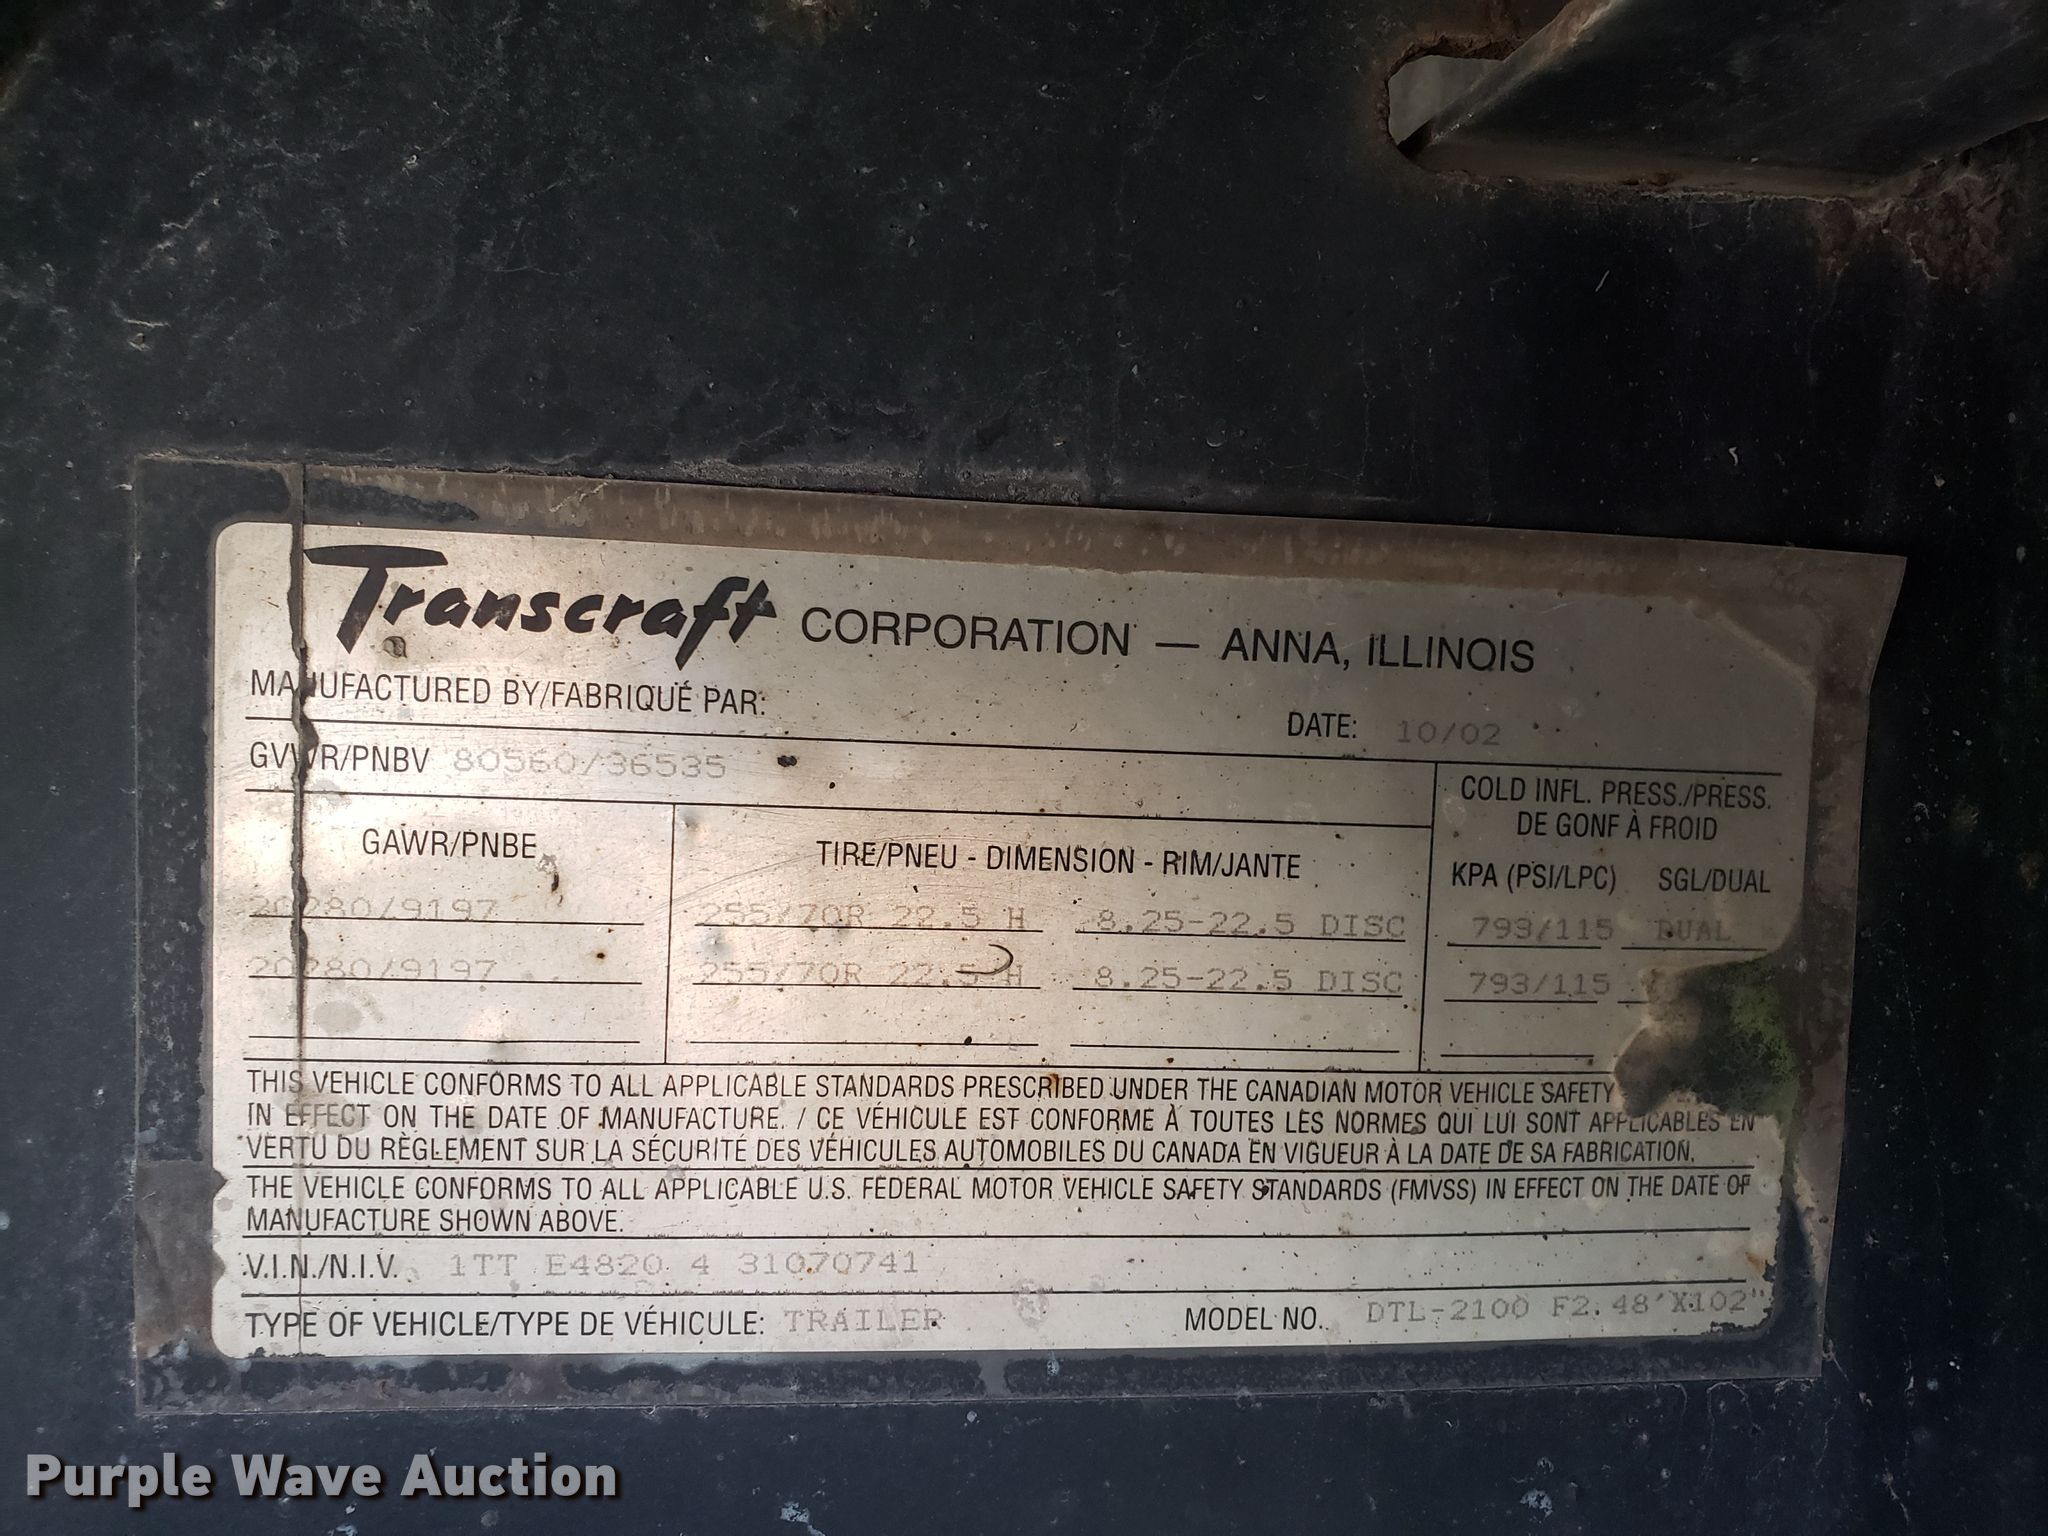 Transcraft CORPORATION — ANNA, ILLINOIS
MANUFACTURED BY/FABRIQUÉ PAR:
DATE: 10/02
GVWR/PNBV 80560/36535
COLD INFL. PRESS./PRESS.
DE GONF À FROID
GAWR/PNBE TIRE/PNEU - DIMENSION - RIM/JANTE KPA (PSI/LPC) SGL/DUAL
20280/9197 255/70R 22.5 H 8.25-22.5 DISC 793/115 DUAL
20280/9197 255/70R 22.5 H 8.25-22.5 DISC 793/115
THIS VEHICLE CONFORMS TO ALL APPLICABLE STANDARDS PRESCRIBED UNDER THE CANADIAN MOTOR VEHICLE SAFETY
IN EFFECT ON THE DATE OF MANUFACTURE. / CE VÉHICULE EST CONFORME À TOUTES LES NORMES QUI LUI SONT APPLICABLES EN
VERTU DU RÈGLEMENT SUR LA SÉCURITÉ DES VÉHICULES AUTOMOBILES DU CANADA EN VIGUEUR À LA DATE DE SA FABRICATION.
THE VEHICLE CONFORMS TO ALL APPLICABLE U.S. FEDERAL MOTOR VEHICLE SAFETY STANDARDS (FMVSS) IN EFFECT ON THE DATE OF
MANUFACTURE SHOWN ABOVE.
V.I.N./N.I.V. 1TT E4820 4 31070741
TYPE OF VEHICLE/TYPE DE VÉHICULE: TRAILER MODEL NO. DTL-2100 F2 48'X102"
Purple Wave Auction